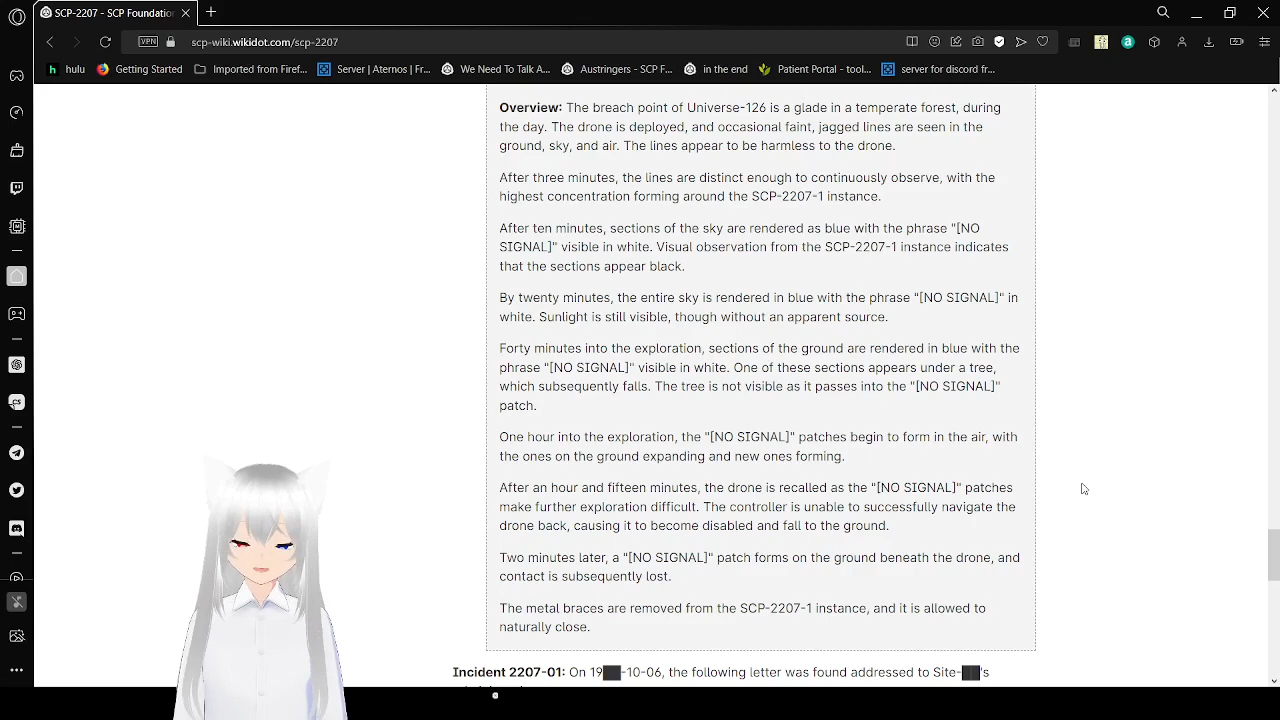 SCP-2207 - SCP Foundation
VPN
scp-wiki.wikidot.com/scp-2207
hulu
Getting Started
Imported from Firef...
Server | Aternos | Fr...
We Need To Talk A...
Austringers - SCP F...
in the end
Patient Portal - tool...
server for discord fr...
Overview: The breach point of Universe-126 is a glade in a temperate forest, during
the day. The drone is deployed, and occasional faint, jagged lines are seen in the
ground, sky, and air. The lines appear to be harmless to the drone.
After three minutes, the lines are distinct enough to continuously observe, with the
highest concentration forming around the SCP-2207-1 instance.
After ten minutes, sections of the sky are rendered as blue with the phrase "[NO
SIGNAL]" visible in white. Visual observation from the SCP-2207-1 instance indicates
that the sections appear black.
By twenty minutes, the entire sky is rendered in blue with the phrase "[NO SIGNAL]" in
white. Sunlight is still visible, though without an apparent source.
Forty minutes into the exploration, sections of the ground are rendered in blue with the
phrase "[NO SIGNAL]" visible in white. One of these sections appears under a tree,
which subsequently falls. The tree is not visible as it passes into the "[NO SIGNAL]"
patch.
One hour into the exploration, the "[NO SIGNAL]" patches begin to form in the air, with
the ones on the ground expanding and new ones forming.
After an hour and fifteen minutes, the drone is recalled as the "[NO SIGNAL]" patches
make further exploration difficult. The controller is unable to successfully navigate the
drone back, causing it to become disabled and fall to the ground.
Two minutes later, a "[NO SIGNAL]" patch forms on the ground beneath the drone, and
contact is subsequently lost.
The metal braces are removed from the SCP-2207-1 instance, and it is allowed to
naturally close.
Incident 2207-01: On 19██-10-06, the following letter was found addressed to Site-██'s